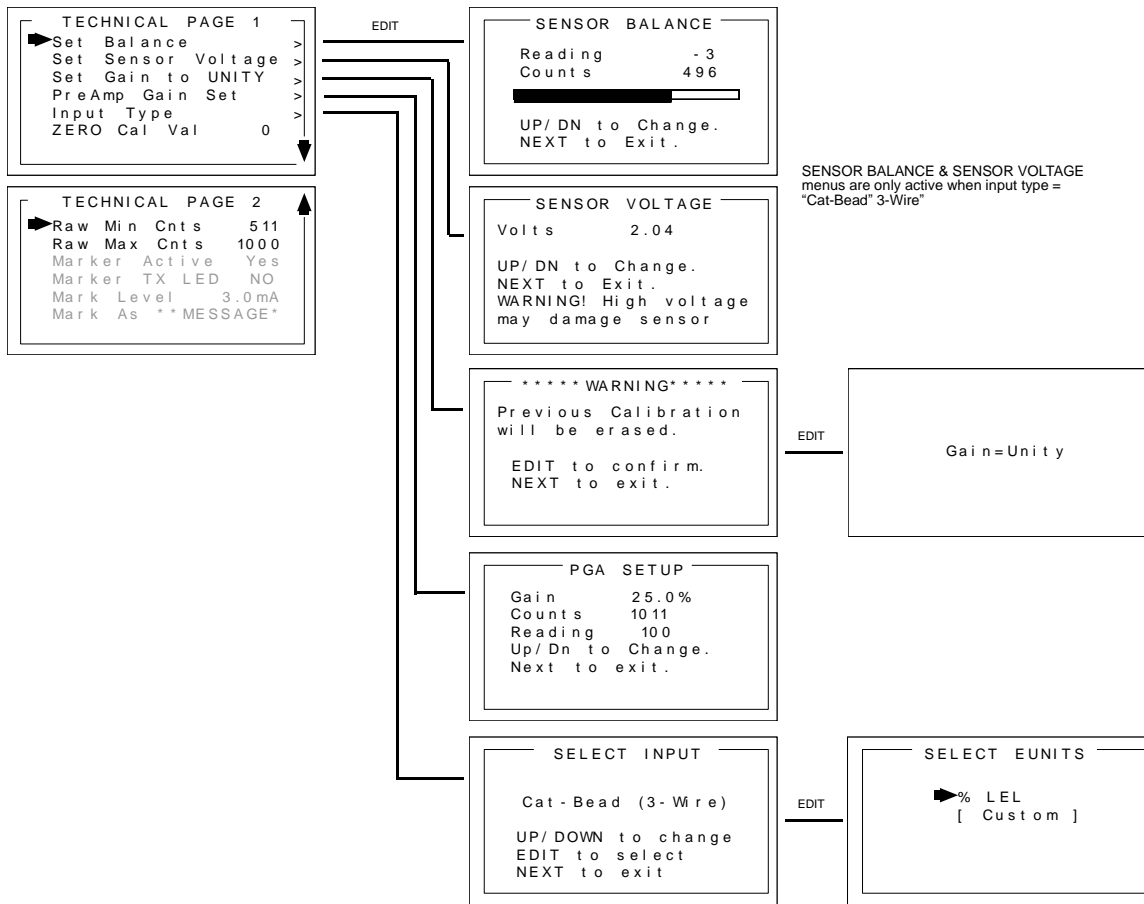 TECHNICAL PAGE 1
Set Balance >
Set Sensor Voltage >
Set Gain to UNITY >
PreAmp Gain Set >
Input Type >
ZERO Cal Val 0
EDIT
SENSOR BALANCE
Reading -3
Counts 496
UP/DN to Change.
NEXT to Exit.
SENSOR BALANCE & SENSOR VOLTAGE
menus are only active when input type =
“Cat-Bead” 3-Wire”
TECHNICAL PAGE 2
Raw Min Cnts 511
Raw Max Cnts 1000
Marker Active Yes
Marker TX LED NO
Mark Level 3.0mA
Mark As **MESSAGE*
SENSOR VOLTAGE
Volts 2.04
UP/DN to Change.
NEXT to Exit.
WARNING! High voltage
may damage sensor
*****WARNING*****
Previous Calibration
will be erased.
EDIT to confirm.
NEXT to exit.
EDIT
Gain=Unity
PGA SETUP
Gain 25.0%
Counts 1011
Reading 100
Up/Dn to Change.
Next to exit.
SELECT INPUT
Cat-Bead (3-Wire)
UP/DOWN to change
EDIT to select
NEXT to exit
EDIT
SELECT EUNITS
% LEL
[ Custom ]